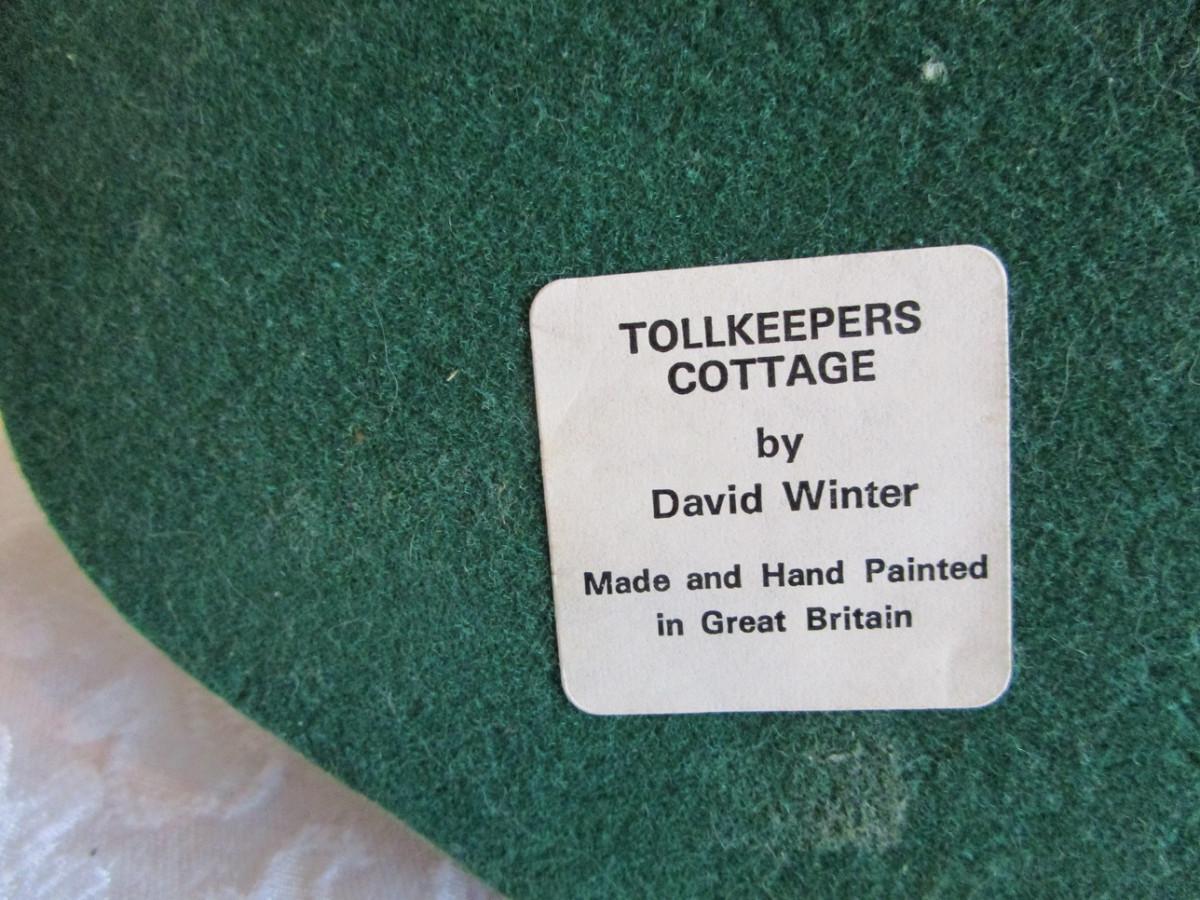 TOLLKEEPERS
COTTAGE
by
David Winter
Made and Hand Painted
in Great Britain